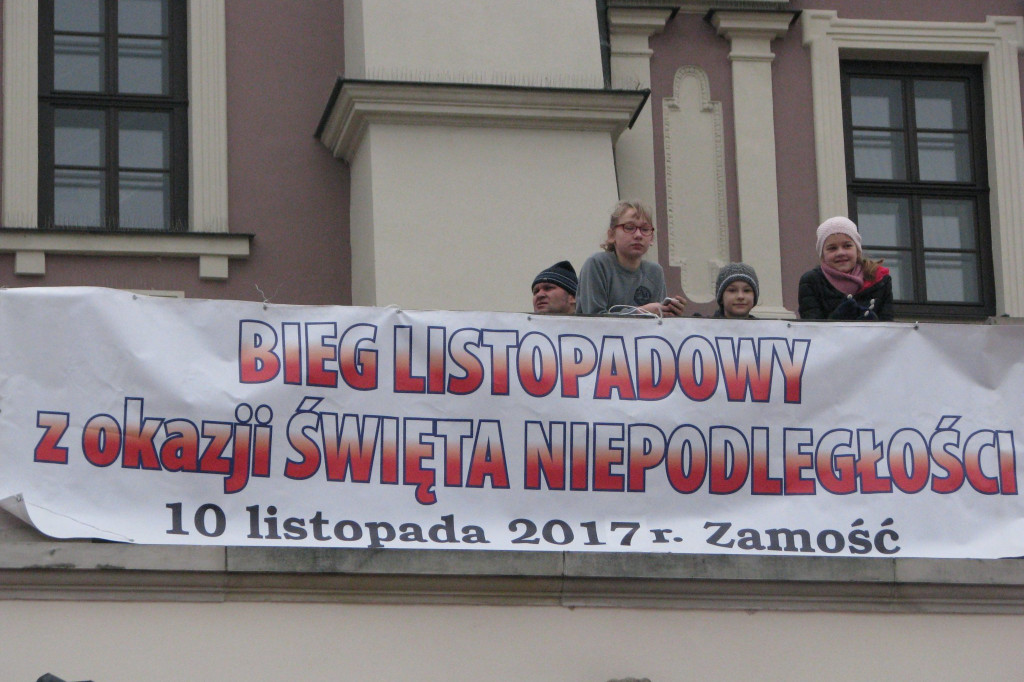 BIEG LISTOPADOWY
z okazji ŚWIĘTA NIEPODLEGŁOŚCI
10 listopada 2017 r. Zamość